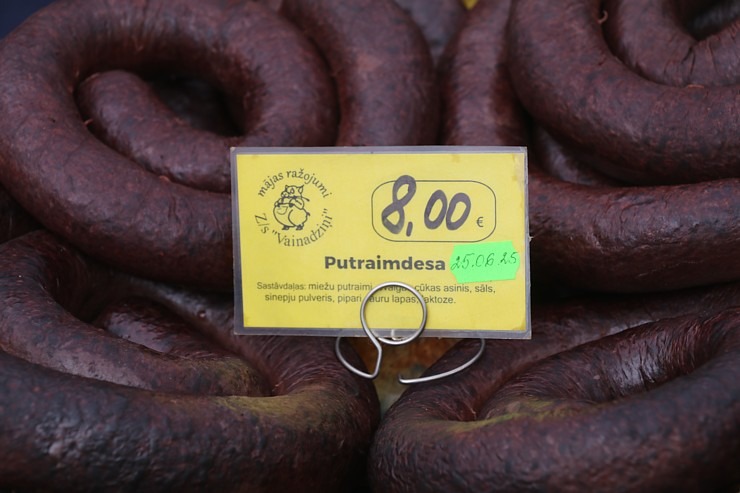 mājas ražojumi
Z/S "Vainadziņi"
8,00 €
Putraimdesa
25.06.25
Sastāvdaļas: miežu putraimi cūkas asinis, sāls,
sinepju pulveris, pipari, lauru lapas,